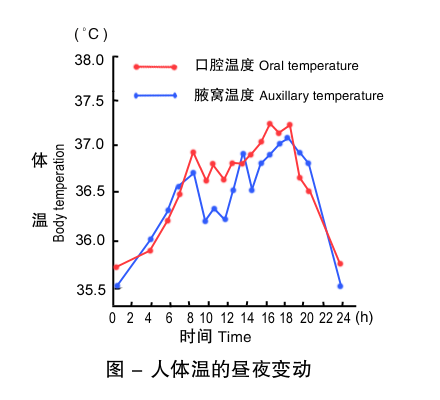 (°C)
38.0
口腔温度 Oral temperature
37.5
腋窝温度 Auxillary temperature
37.0
体温
Body temperation
36.5
36.0
35.5
0 2 4 6 8 10 12 14 16 18 20 22 24 (h)
时间 Time
图 – 人体温的昼夜变动